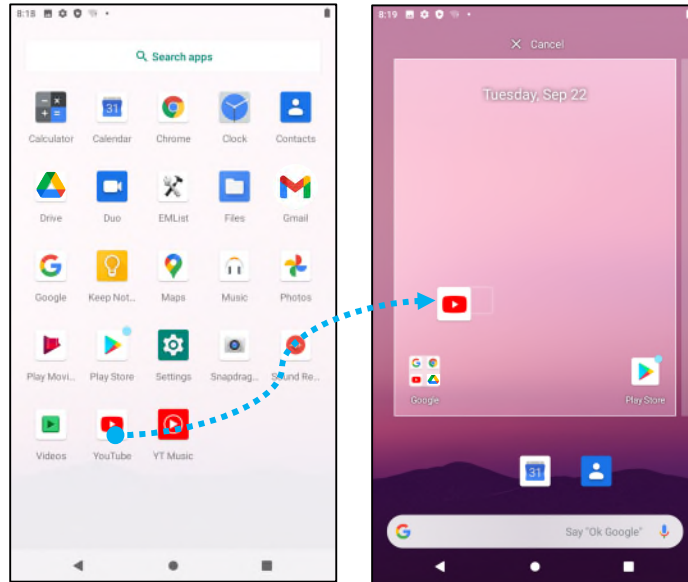 8:18
Search apps
Calculator Calendar Chrome Clock Contacts
Drive Duo EMList Files Gmail
Google Keep Not... Maps Music Photos
Play Movi... Play Store Settings Snapdrag... Sound Re...
Videos YouTube YT Music
8:19
Cancel
Tuesday, Sep 22
Google Play Store
31
Say "Ok Google"